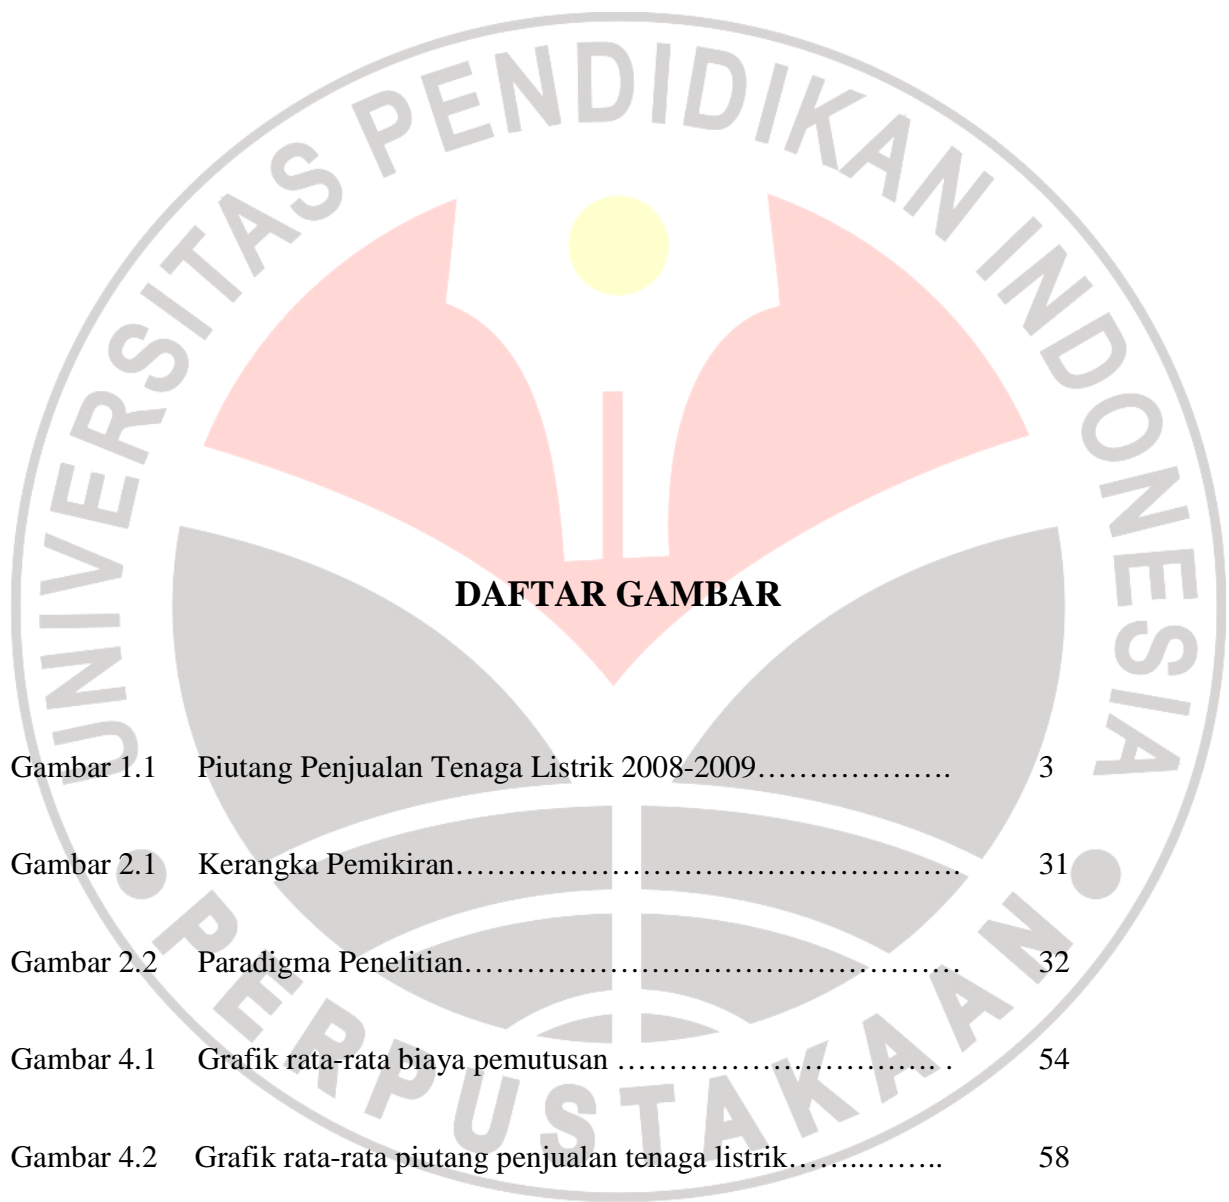 UNIVERSITAS PENDIDIKAN INDONESIA
DAFTAR GAMBAR
Gambar 1.1 Piutang Penjualan Tenaga Listrik 2008-2009………………. 3
Gambar 2.1 Kerangka Pemikiran…………………………………………. 31
Gambar 2.2 Paradigma Penelitian………………………………………… 32
Gambar 4.1 Grafik rata-rata biaya pemutusan …………………………. . 54
Gambar 4.2 Grafik rata-rata piutang penjualan tenaga listrik……..…….. 58
PERPUSTAKAAN